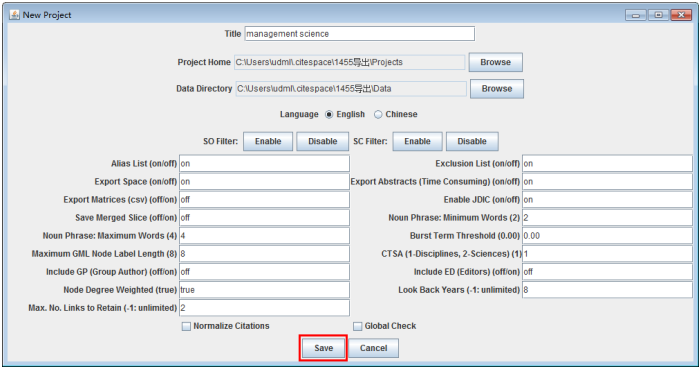 New Project
Title management science
Project Home C:\Users\udml\.citespace\1455导出\Projects Browse
Data Directory C:\Users\udml\.citespace\1455导出\Data Browse
Language English Chinese
SO Filter: Enable Disable SC Filter: Enable Disable
Alias List (on/off) on Exclusion List (on/off) on
Export Space (on/off) on Export Abstracts (Time Consuming) (on/off) on
Export Matrices (csv) (off/on) off Enable JDIC (on/off) on
Save Merged Slice (off/on) off Noun Phrase: Minimum Words (2) 2
Noun Phrase: Maximum Words (4) 4 Burst Term Threshold (0.00) 0.00
Maximum GML Node Label Length (8) 8 CTSA (1-Disciplines, 2-Sciences) (1) 1
Include GP (Group Author) (off/on) off Include ED (Editors) (off/on) off
Node Degree Weighted (true) true Look Back Years (-1: unlimited) 8
Max. No. Links to Retain (-1: unlimited) 2
Normalize Citations Global Check
Save Cancel